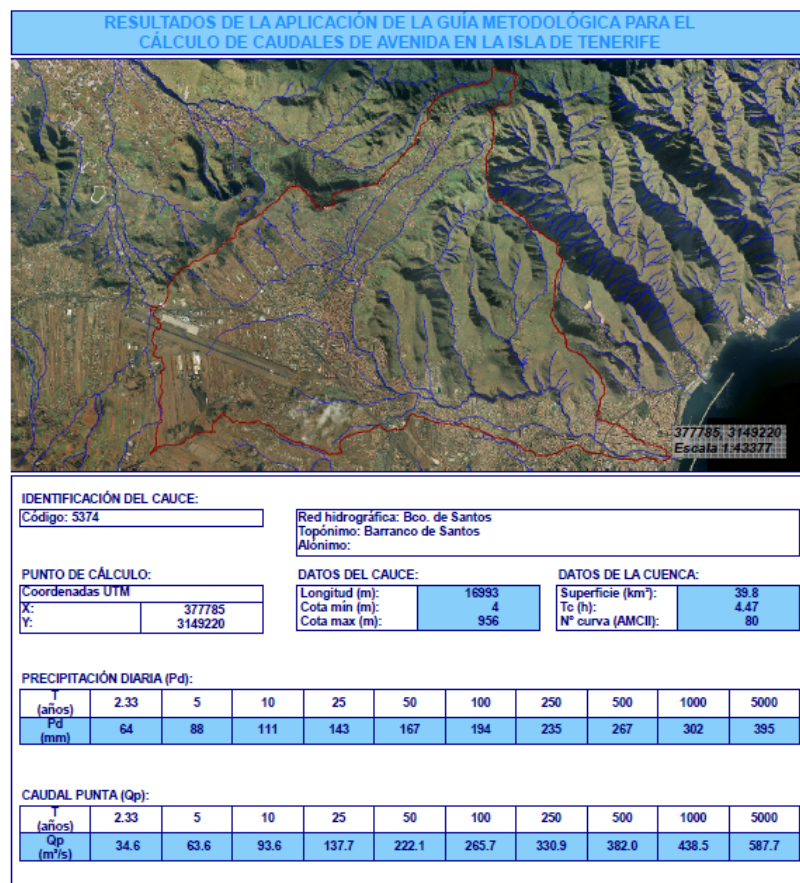 RESULTADOS DE LA APLICACIÓN DE LA GUÍA METODOLÓGICA PARA EL
CÁLCULO DE CAUDALES DE AVENIDA EN LA ISLA DE TENERIFE
377785, 3149220
Escala 1:43377
IDENTIFICACIÓN DEL CAUCE:
Código: 5374
Red hidrográfica: Bco. de Santos
Topónimo: Barranco de Santos
Alónimo:
PUNTO DE CÁLCULO: DATOS DEL CAUCE: DATOS DE LA CUENCA:
Coordenadas UTM Longitud (m): 16993 Superficie (km²): 39.8
X: 377785 Cota mín (m): 4 Tc (h): 4.47
Y: 3149220 Cota max (m): 956 Nº curva (AMCII): 80
PRECIPITACIÓN DIARIA (Pd):
T (años) 2.33 5 10 25 50 100 250 500 1000 5000
Pd (mm) 64 88 111 143 167 194 235 267 302 395
CAUDAL PUNTA (Qp):
T (años) 2.33 5 10 25 50 100 250 500 1000 5000
Qp (m³/s) 34.6 63.6 93.6 137.7 222.1 265.7 330.9 382.0 438.5 587.7